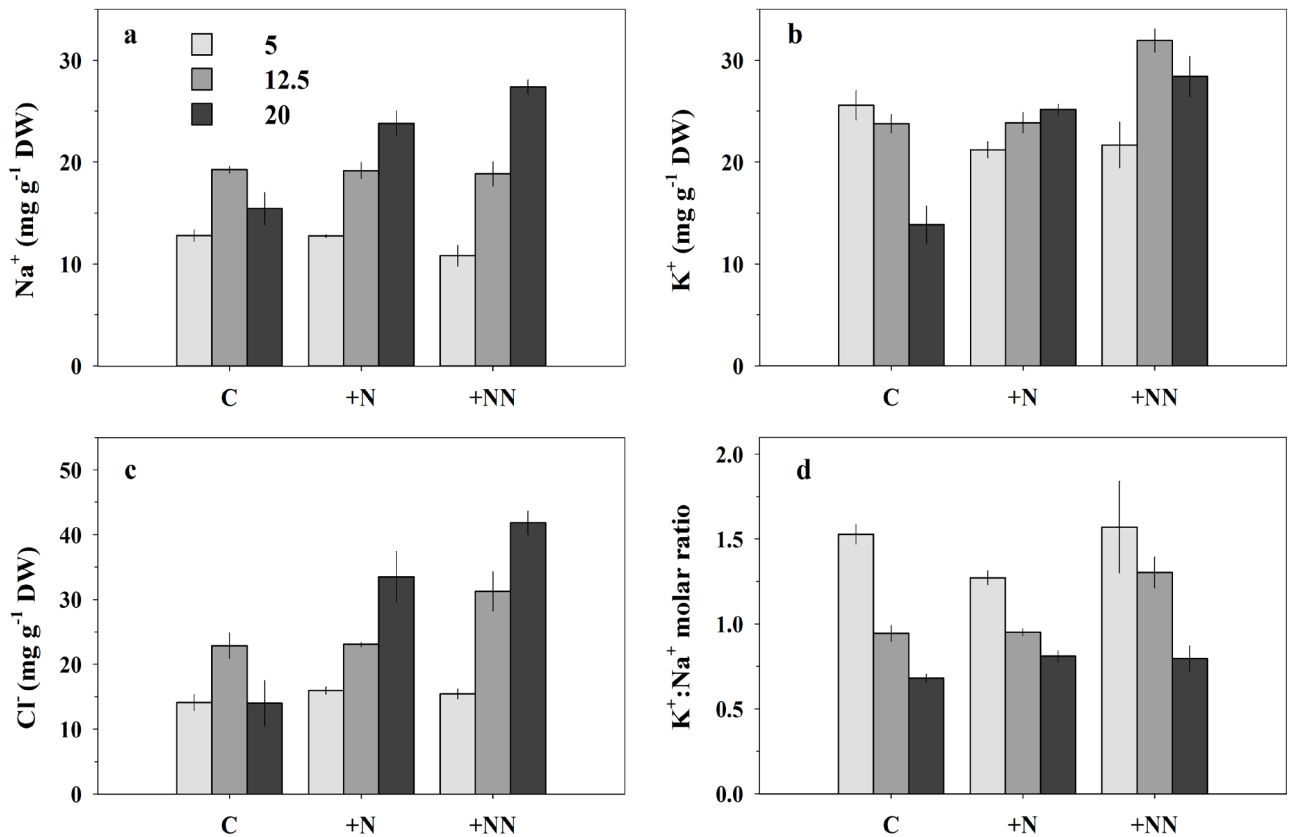 a
5
12.5
20
30
20
10
0
Na⁺ (mg g⁻¹ DW)
C +N +NN
b
30
20
10
0
K⁺ (mg g⁻¹ DW)
C +N +NN
c
50
40
30
20
10
0
Cl⁻ (mg g⁻¹ DW)
C +N +NN
d
2.0
1.5
1.0
0.5
0.0
K⁺:Na⁺ molar ratio
C +N +NN